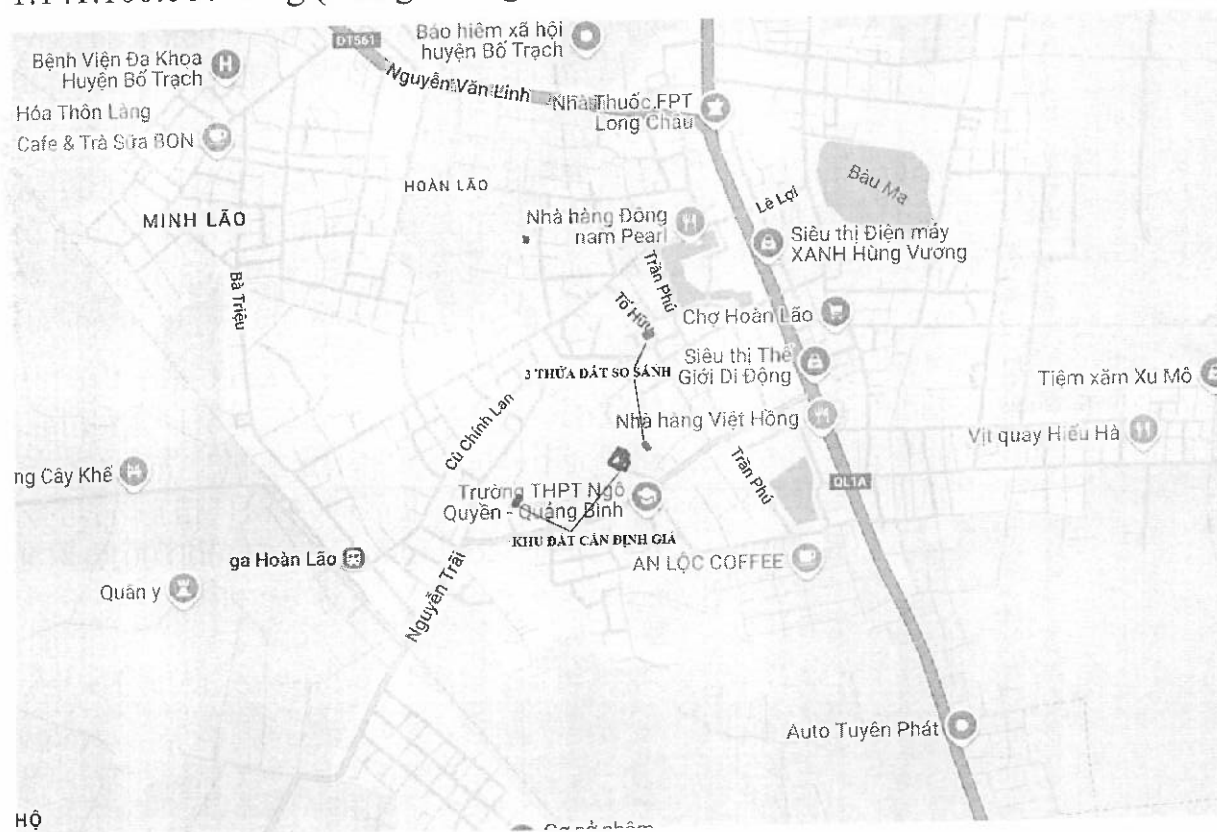 DT561
Bảo hiểm xã hội
huyện Bố Trạch
Bệnh Viện Đa Khoa
Huyện Bố Trạch
Nguyễn Văn Linh
Nhà Thuốc FPT
Long Châu
Hóa Thôn Làng
Cafe & Trà Sữa BON
HOÀN LÃO
Bàu Ma
Lê Lợi
MINH LÃO
Nhà hàng Đông
nam Pearl
Siêu thị Điện máy
XANH Hùng Vương
Trần Phú
Bà Triệu
Tố Hữu
Chợ Hoàn Lão
Siêu thị Thế
Giới Di Động
3 THỬA ĐẤT SO SÁNH
Tiệm xăm Xu Mô
Cù Chính Lan
Nhà hàng Việt Hồng
Vịt quay Hiếu Hà
ng Cây Khế
Trần Phú
QL1A
Trường THPT Ngô
Quyền - Quảng Bình
KHU ĐẤT CẦN ĐỊNH GIÁ
ga Hoàn Lão
AN LỘC COFFEE
Quân y
Nguyễn Trãi
Auto Tuyên Phát
HỘ